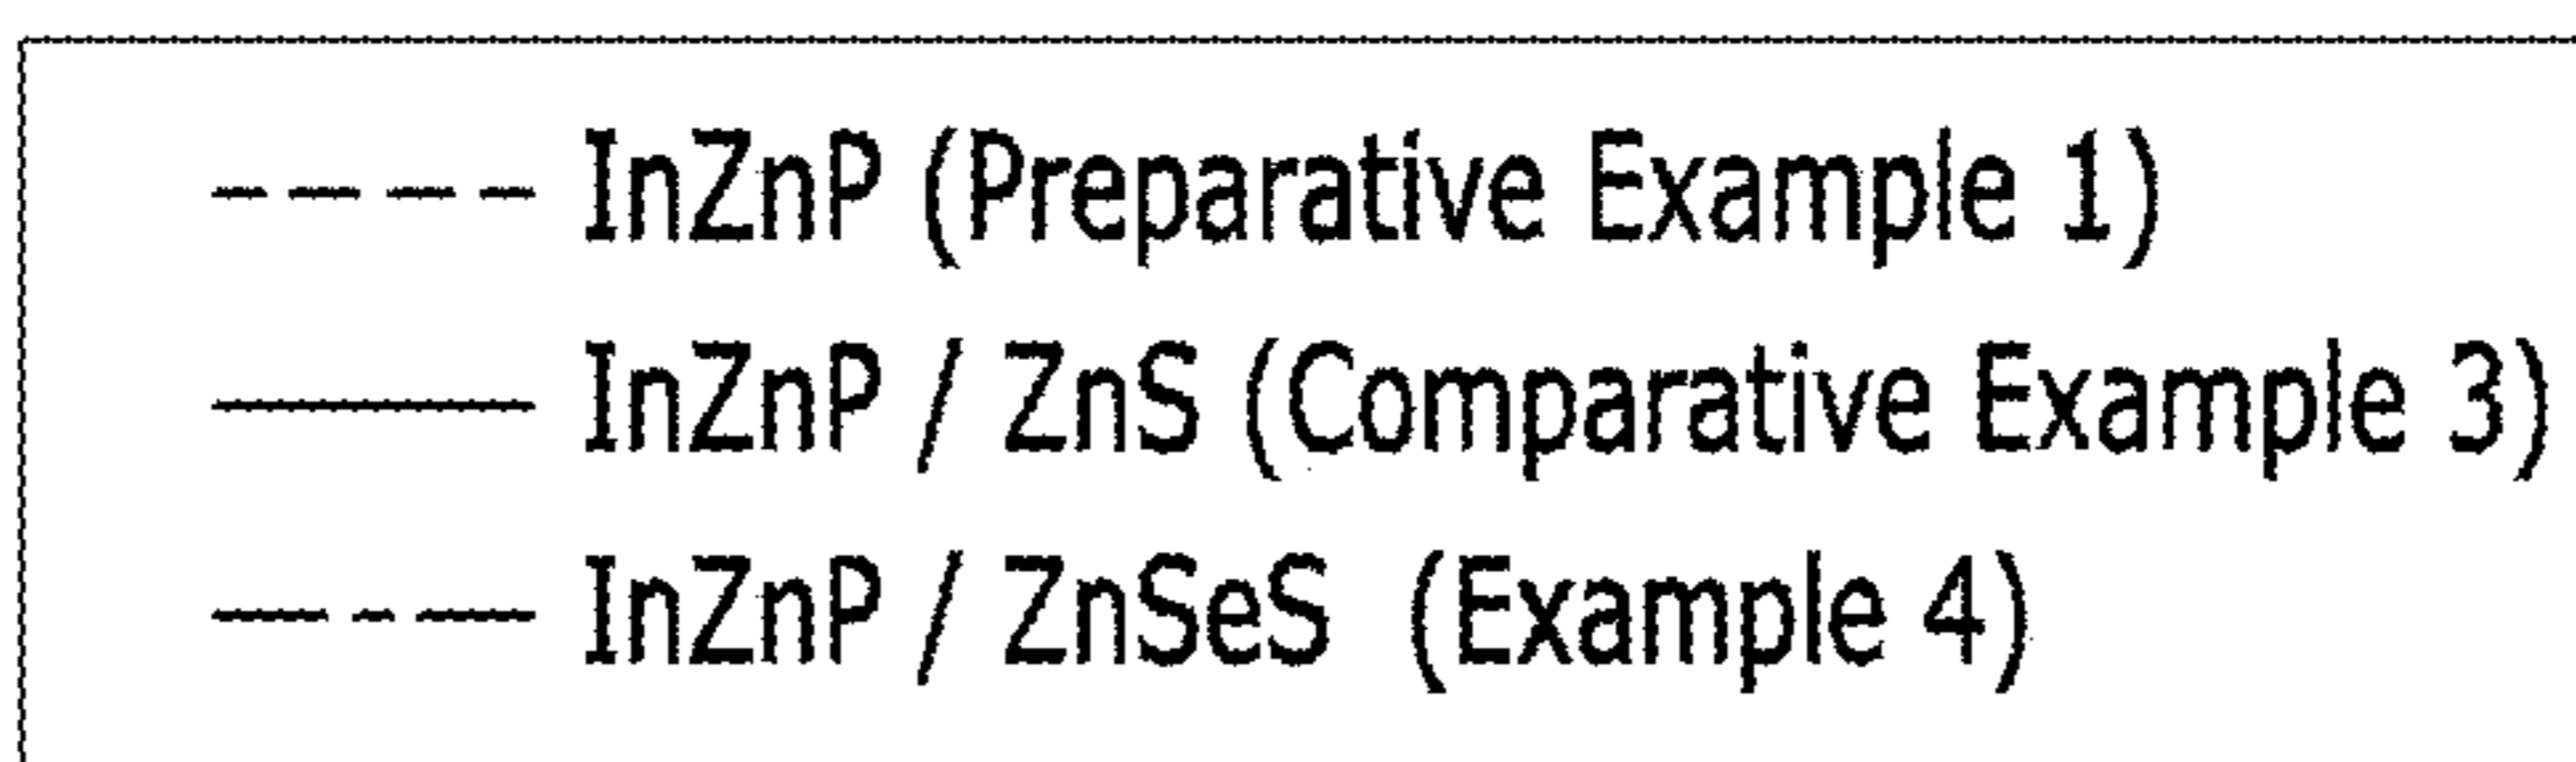 InZnP (Preparative Example 1)
InZnP / ZnS (Comparative Example 3)
InZnP / ZnSeS (Example 4)